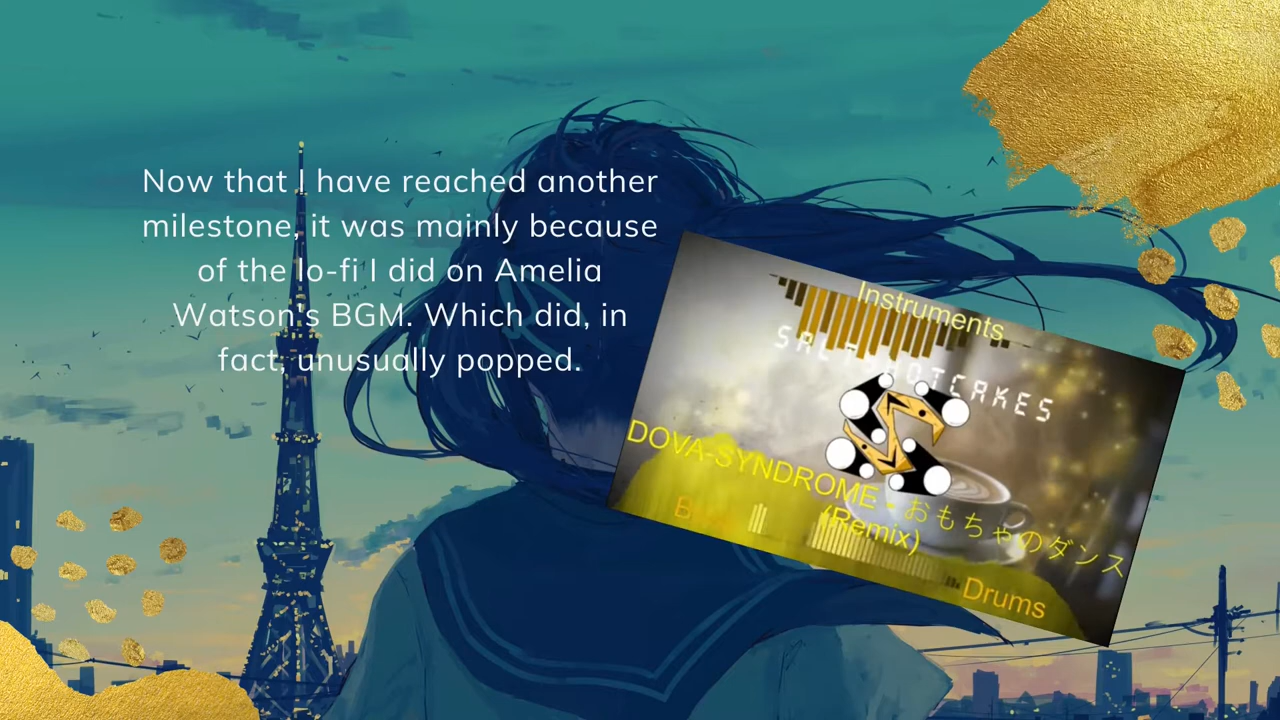 Now that I have reached another
milestone, it was mainly because
of the lo-fi I did on Amelia
Watson's BGM. Which did, in
fact, unusually popped.
Instruments
DOVA-SYNDROME - おもちゃのダンス
(Remix)
Drums